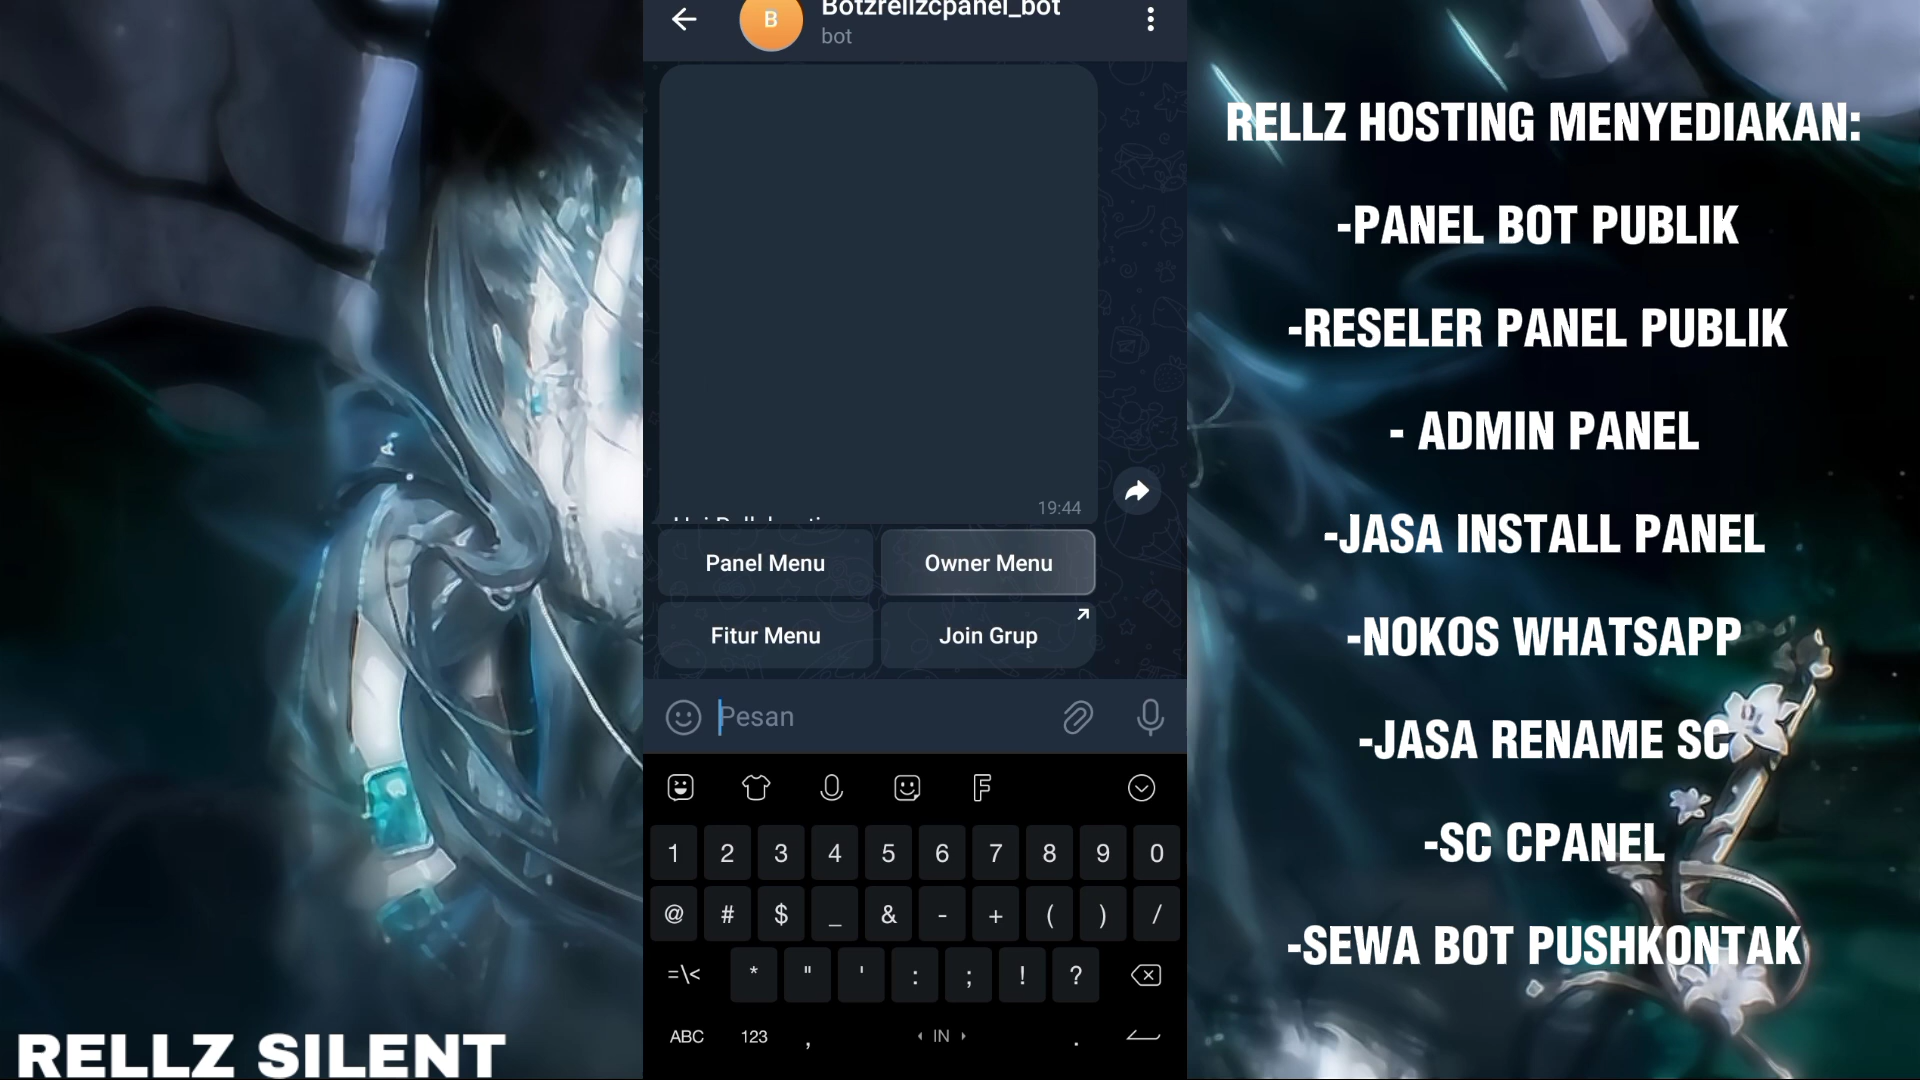 Botzrellzcpanel_bot
bot
19:44
Panel Menu
Owner Menu
Fitur Menu
Join Grup
Pesan
1 2 3 4 5 6 7 8 9 0
@ # $ _ & - + ( ) /
=\< * " ' : ; ! ?
ABC 123 , IN .
RELLZ HOSTING MENYEDIAKAN:
-PANEL BOT PUBLIK
-RESELER PANEL PUBLIK
- ADMIN PANEL
-JASA INSTALL PANEL
-NOKOS WHATSAPP
-JASA RENAME SC
-SC CPANEL
-SEWA BOT PUSHKONTAK
RELLZ SILENT